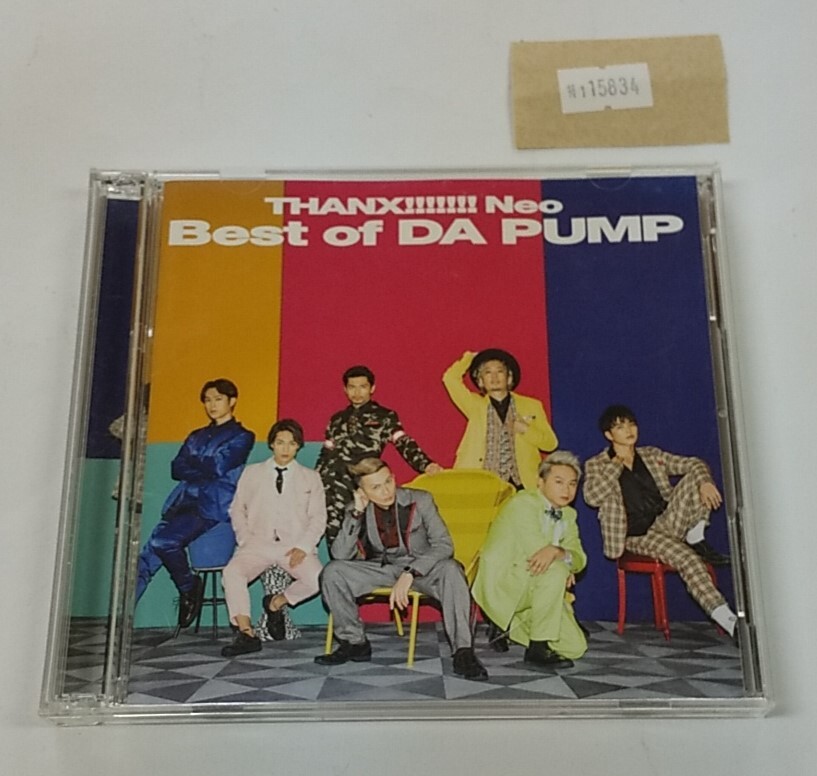 №115834
THANX!!!!!!! Neo
Best of DA PUMP